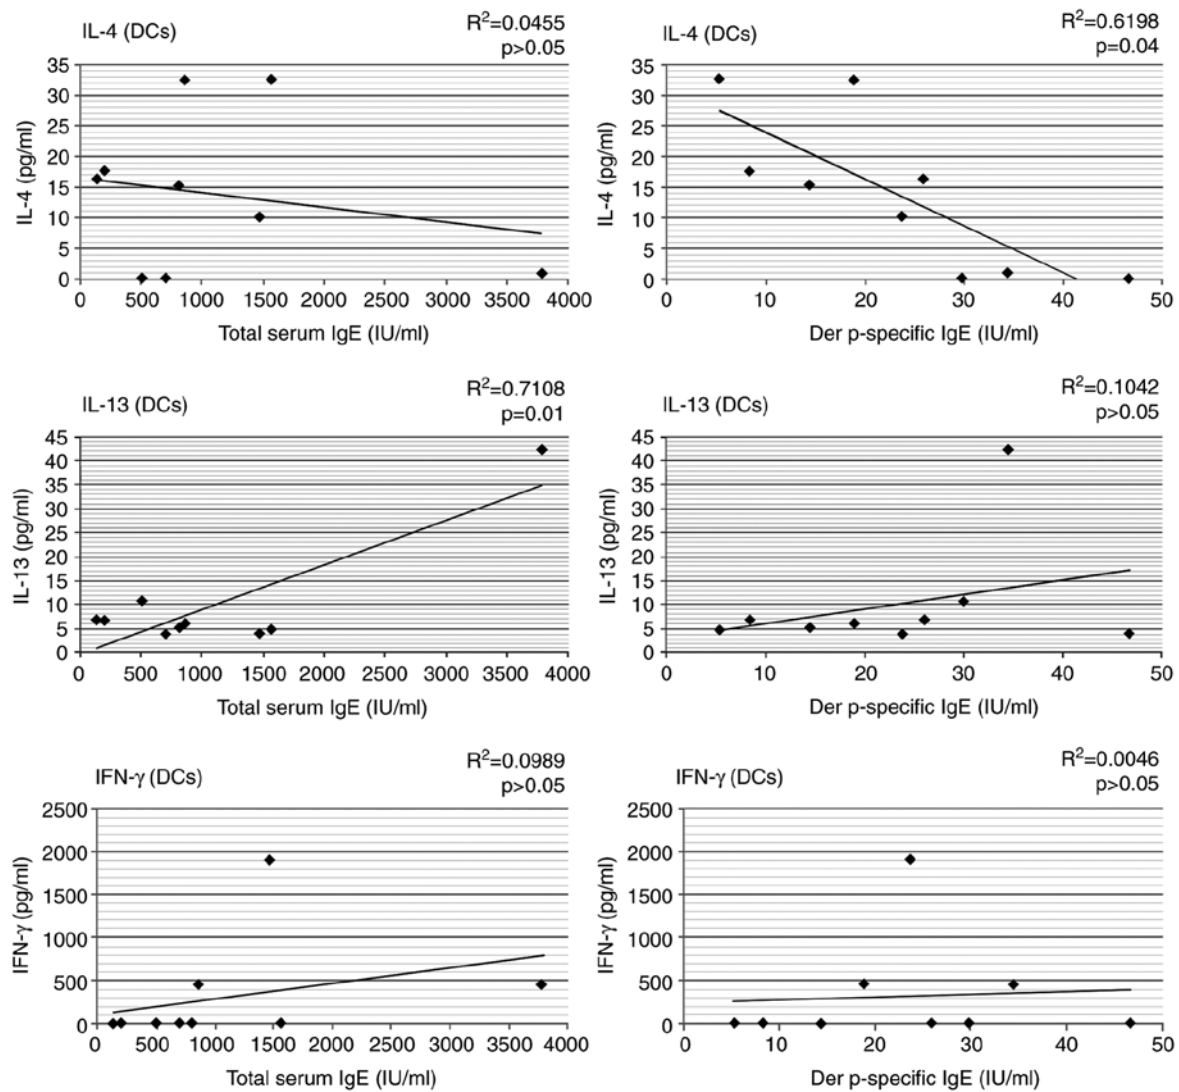 IL-4 (DCs)
R²=0.0455
p>0.05
35
30
25
20
15
10
5
0
IL-4 (pg/ml)
0 500 1000 1500 2000 2500 3000 3500 4000
Total serum IgE (IU/ml)
IL-4 (DCs)
R²=0.6198
p=0.04
35
30
25
20
15
10
5
0
IL-4 (pg/ml)
0 10 20 30 40 50
Der p-specific IgE (IU/ml)
IL-13 (DCs)
R²=0.7108
p=0.01
45
40
35
30
25
20
15
10
5
0
IL-13 (pg/ml)
0 500 1000 1500 2000 2500 3000 3500 4000
Total serum IgE (IU/ml)
IL-13 (DCs)
R²=0.1042
p>0.05
45
40
35
30
25
20
15
10
5
0
IL-13 (pg/ml)
0 10 20 30 40 50
Der p-specific IgE (IU/ml)
IFN-γ (DCs)
R²=0.0989
p>0.05
2500
2000
1500
1000
500
0
IFN-γ (pg/ml)
0 500 1000 1500 2000 2500 3000 3500 4000
Total serum IgE (IU/ml)
IFN-γ (DCs)
R²=0.0046
p>0.05
2500
2000
1500
1000
500
0
IFN-γ (pg/ml)
0 10 20 30 40 50
Der p-specific IgE (IU/ml)